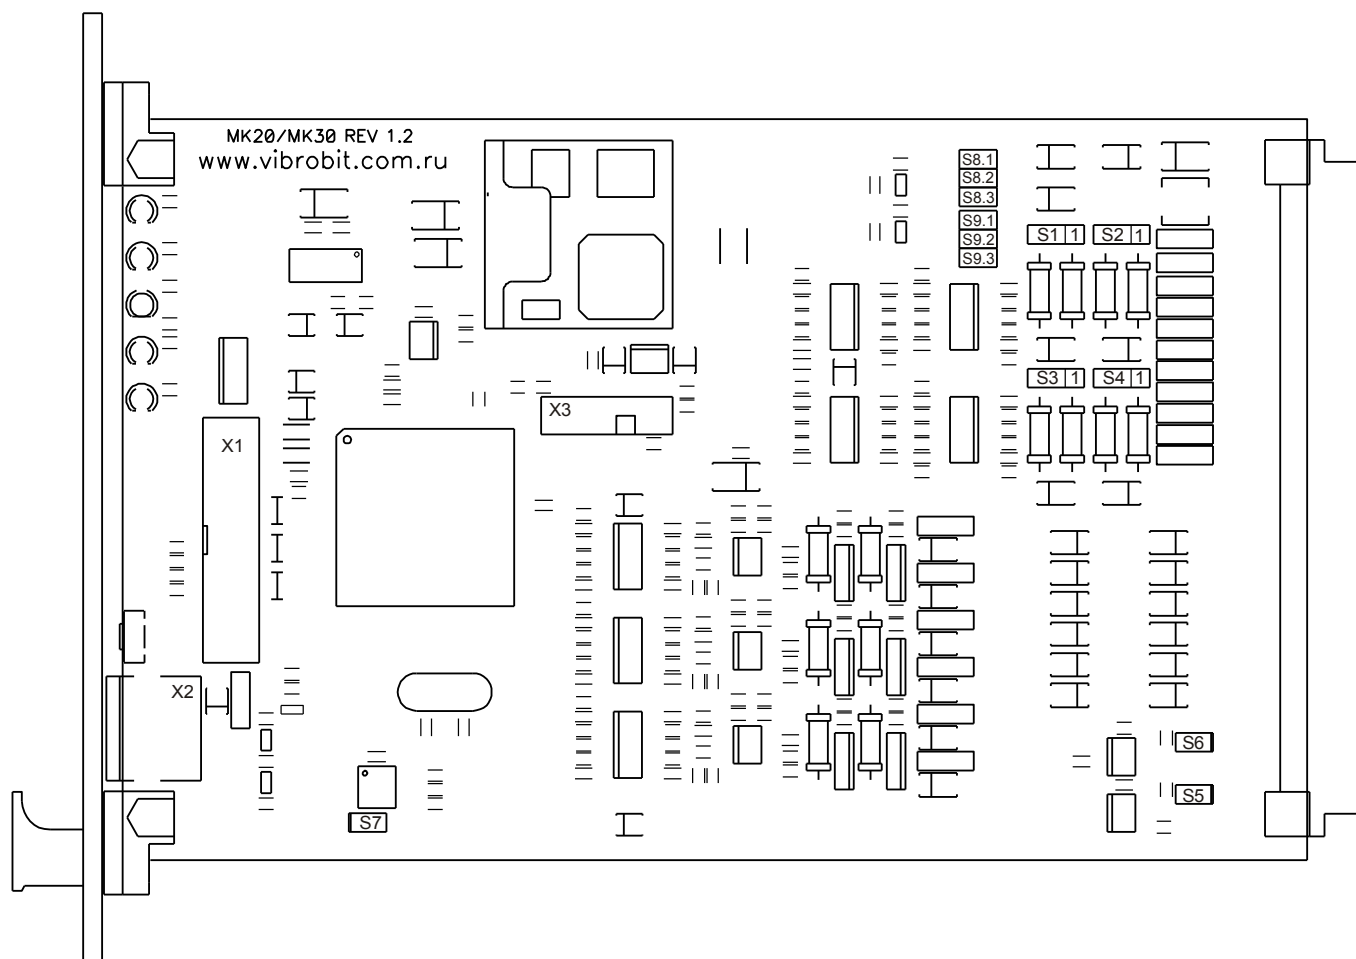 MK20/MK30 REV 1.2
www.vibrobit.com.ru
S8.1
S8.2
S8.3
S9.1
S9.2
S9.3
S1 1 S2 1
S3 1 S4 1
X3
X1
X2
S6
S5
S7